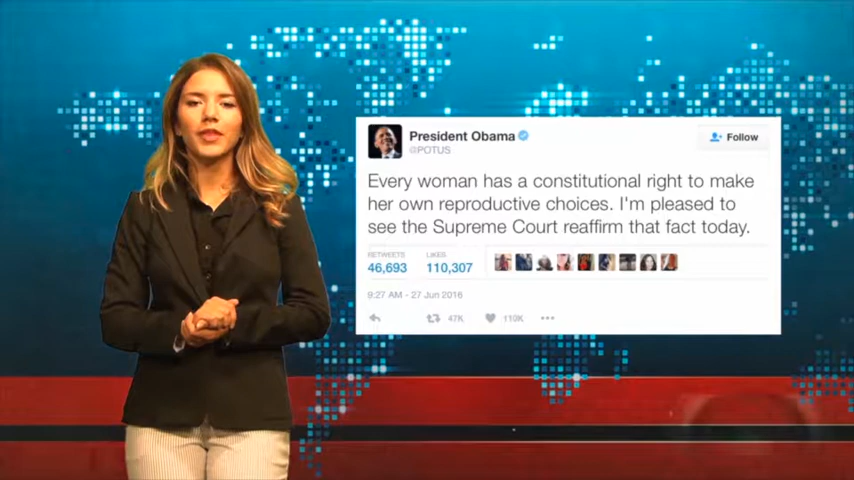 President Obama
@POTUS
Follow
Every woman has a constitutional right to make
her own reproductive choices. I'm pleased to
see the Supreme Court reaffirm that fact today.
RETWEETS LIKES
46,693 110,307
9:27 AM - 27 Jun 2016
47K 110K